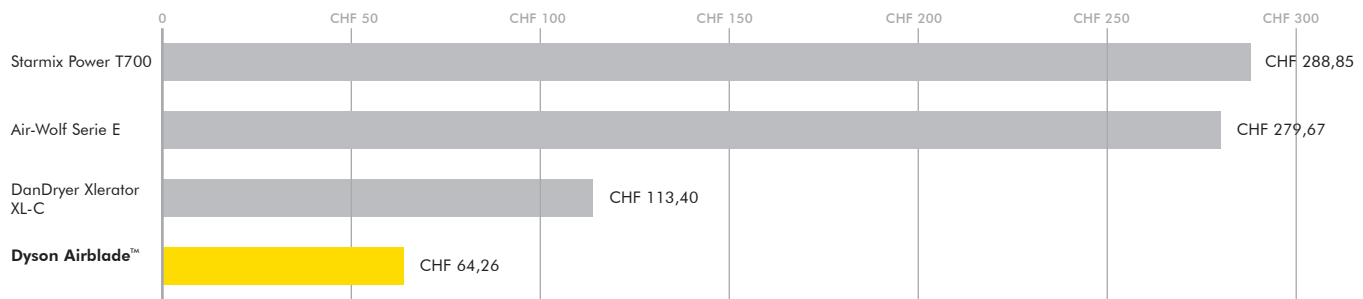 0 CHF 50 CHF 100 CHF 150 CHF 200 CHF 250 CHF 300
Starmix Power T700 CHF 288,85
Air-Wolf Serie E CHF 279,67
DanDryer Xlerator
XL-C CHF 113,40
Dyson Airblade™ CHF 64,26